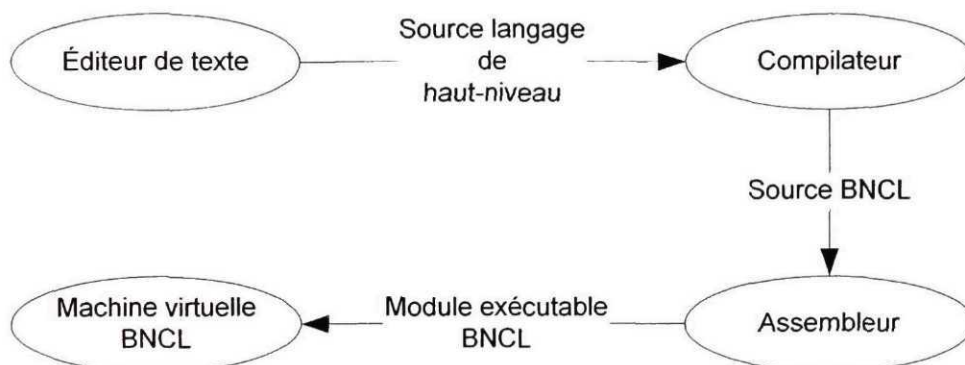 Éditeur de texte
Source langage
de
haut-niveau
Compilateur
Source BNCL
Machine virtuelle
BNCL
Module exécutable
BNCL
Assembleur